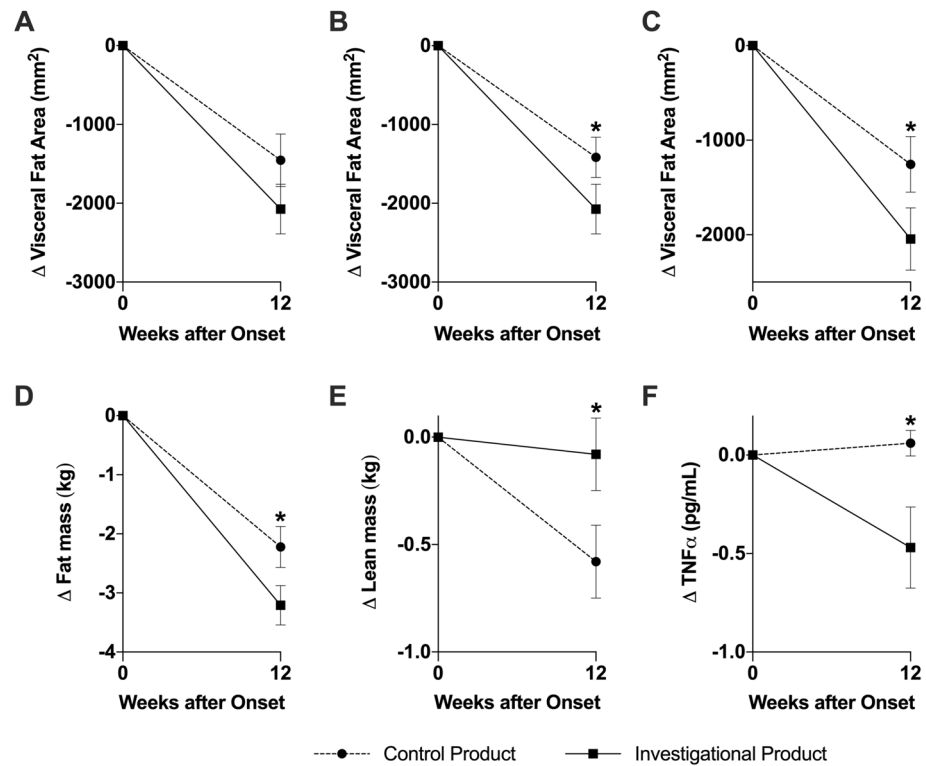 A
Δ Visceral Fat Area (mm²)
0
-1000
-2000
-3000
0
12
Weeks after Onset
B
Δ Visceral Fat Area (mm²)
0
-1000
-2000
-3000
*
0
12
Weeks after Onset
C
Δ Visceral Fat Area (mm²)
0
-1000
-2000
*
0
12
Weeks after Onset
D
Δ Fat mass (kg)
0
-1
-2
-3
-4
*
0
12
Weeks after Onset
E
Δ Lean mass (kg)
0.0
-0.5
-1.0
*
0
12
Weeks after Onset
F
Δ TNFα (pg/mL)
0.0
-0.5
-1.0
*
0
12
Weeks after Onset
Control Product
Investigational Product